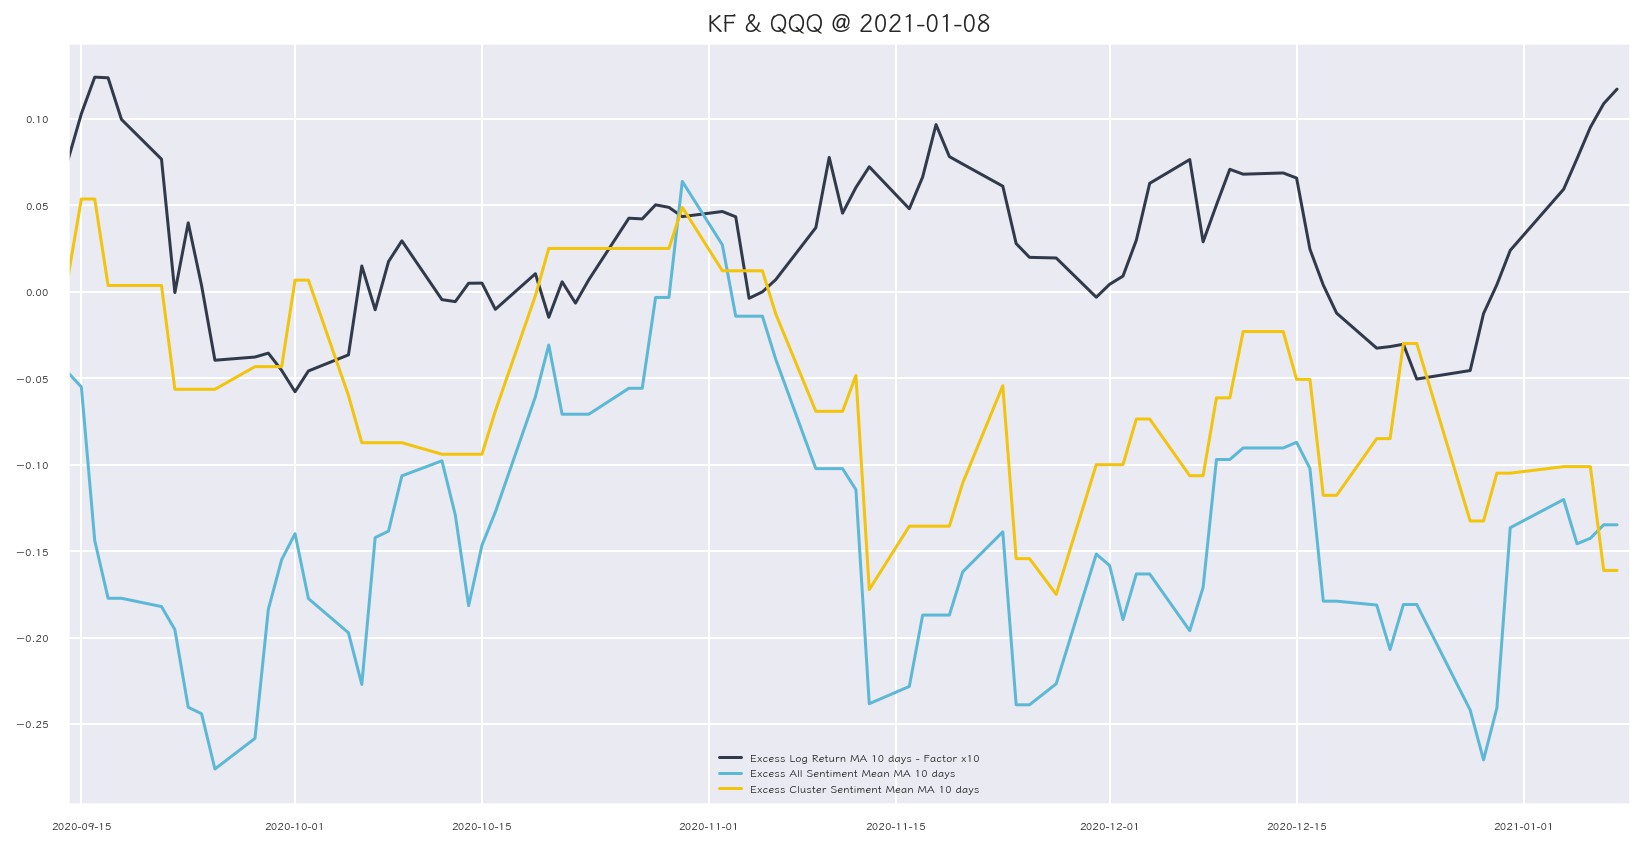 KF & QQQ @ 2021-01-08
0.10
0.05
0.00
−0.05
−0.10
−0.15
−0.20
−0.25
Excess Log Return MA 10 days - Factor x10
Excess All Sentiment Mean MA 10 days
Excess Cluster Sentiment Mean MA 10 days
2020-09-15 2020-10-01 2020-10-15 2020-11-01 2020-11-15 2020-12-01 2020-12-15 2021-01-01